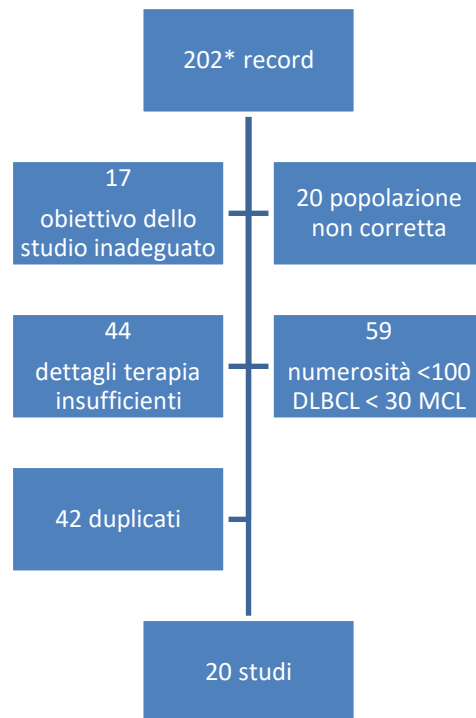 202* record
17
obiettivo dello
studio inadeguato
20 popolazione
non corretta
44
dettagli terapia
insufficienti
59
numerosità <100
DLBCL < 30 MCL
42 duplicati
20 studi